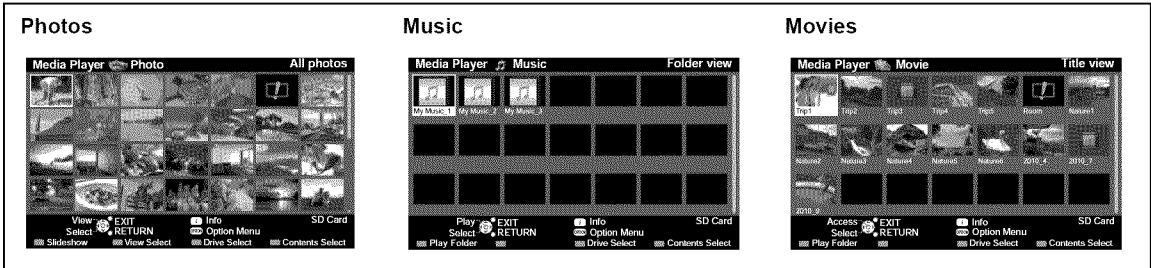 Photos
Music
Movies
Media Player Photo All photos
View EXIT Info SD Card
Select RETURN OPTION Option Menu
Slideshow View Select Drive Select Contents Select
Media Player Music Folder view
My Music_1 My Music_2 My Music_3
Play EXIT Info SD Card
Select RETURN OPTION Option Menu
Play Folder Drive Select Contents Select
Media Player Movie Title view
Trip1 Trip2 Trip3 Trip4 Trip5 Room Nature1
Nature2 Nature3 Nature4 Nature5 Nature6 2010_4 2010_7
2010_9
Access EXIT Info SD Card
Select RETURN OPTION Option Menu
Play Folder Drive Select Contents Select